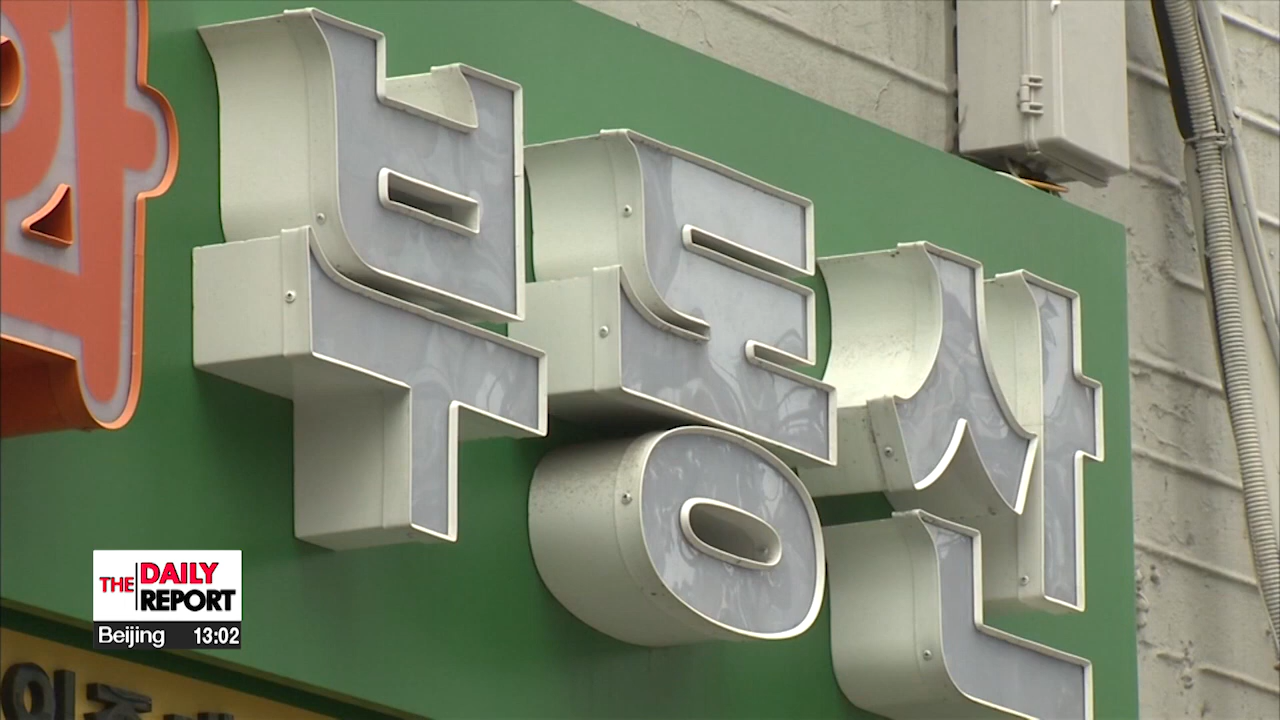 부동산
THE DAILY
REPORT
Beijing 13:02